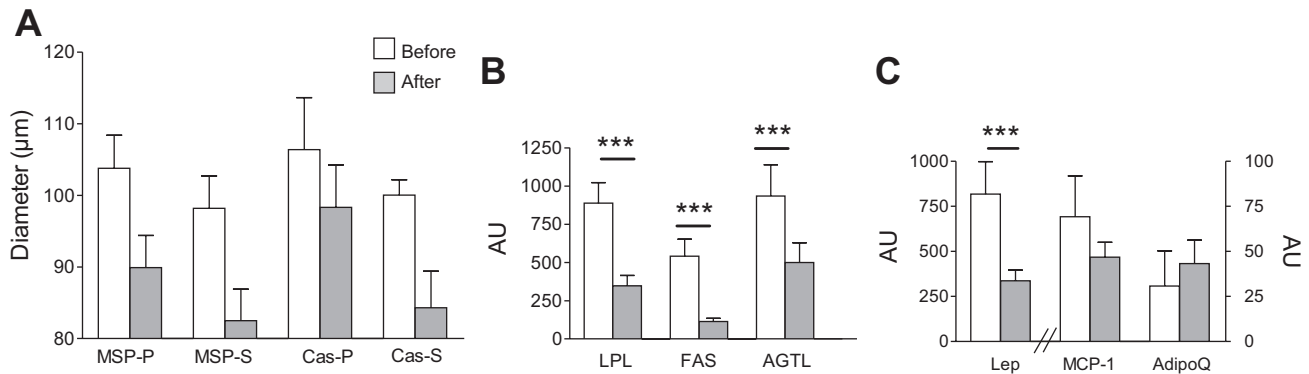 A
120
110
100
90
80
Diameter (µm)
Before
After
MSP-P
MSP-S
Cas-P
Cas-S
B
1250
1000
750
500
250
0
AU
***
***
***
LPL
FAS
AGTL
C
1000
750
500
250
0
AU
***
100
75
50
25
0
AU
Lep
MCP-1
AdipoQ